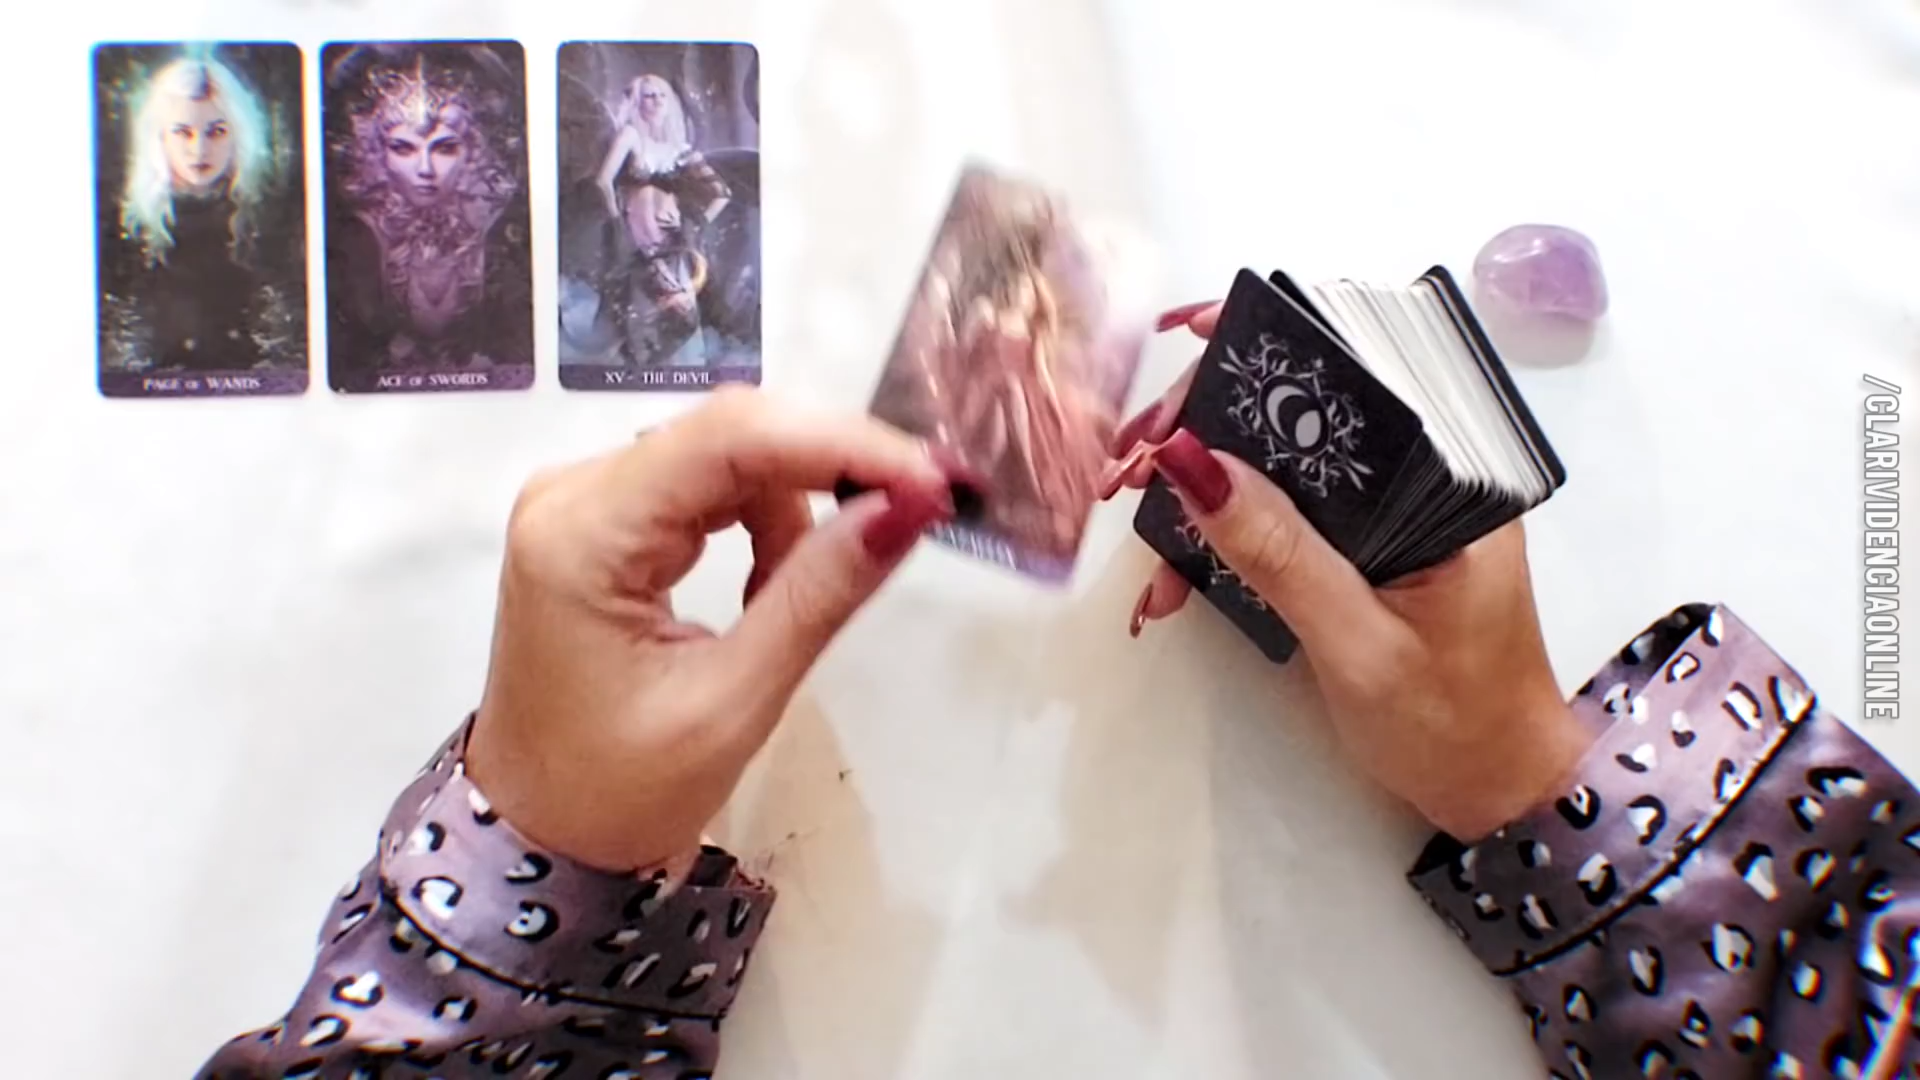 PAGE OF WANDS
ACE OF SWORDS
XV - THE DEVIL
/CLARIVIDENCIAONLINE